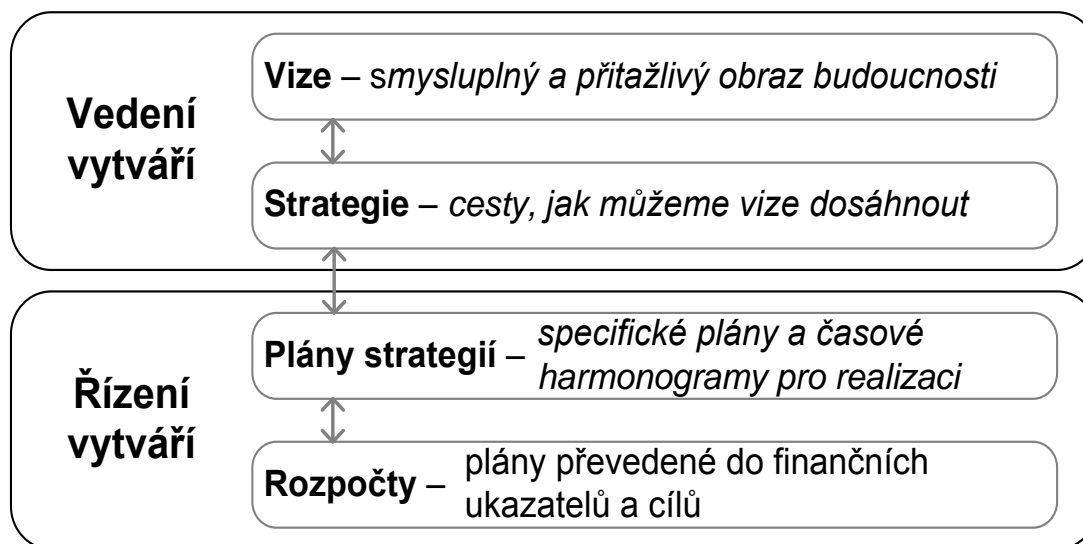 Vedení
vytváří
Vize – smysluplný a přitažlivý obraz budoucnosti
Strategie – cesty, jak můžeme vize dosáhnout
Řízení
vytváří
Plány strategií – specifické plány a časové
harmonogramy pro realizaci
Rozpočty – plány převedené do finančních
ukazatelů a cílů